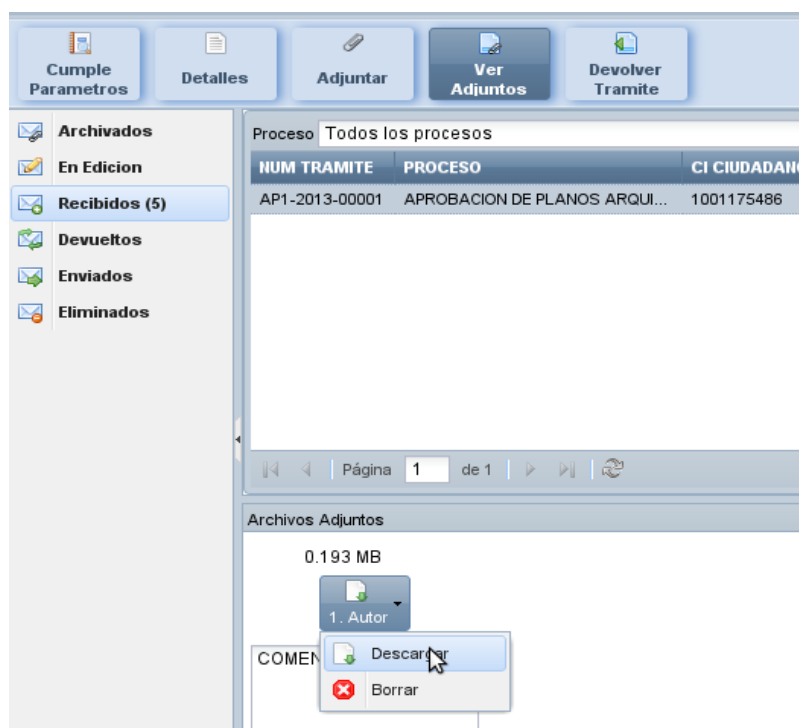 Cumple
Parametros
Detalles
Adjuntar
Ver
Adjuntos
Devolver
Tramite
Archivados
En Edicion
Recibidos (5)
Devueltos
Enviados
Eliminados
Proceso Todos los procesos
NUM TRAMITE PROCESO CI CIUDADANO
AP1-2013-00001 APROBACION DE PLANOS ARQUI... 1001175486
Página 1 de 1
Archivos Adjuntos
0.193 MB
1. Autor
COMEN
Descargar
Borrar